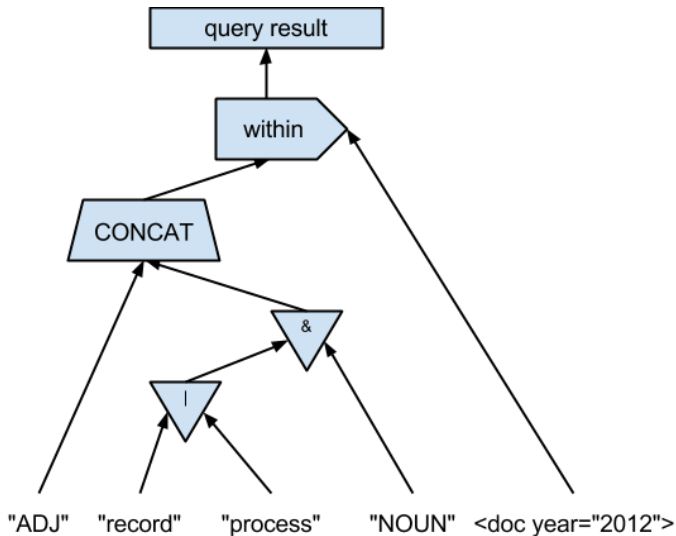 query result
within
CONCAT
&
|
"ADJ" "record" "process" "NOUN" <doc year="2012">